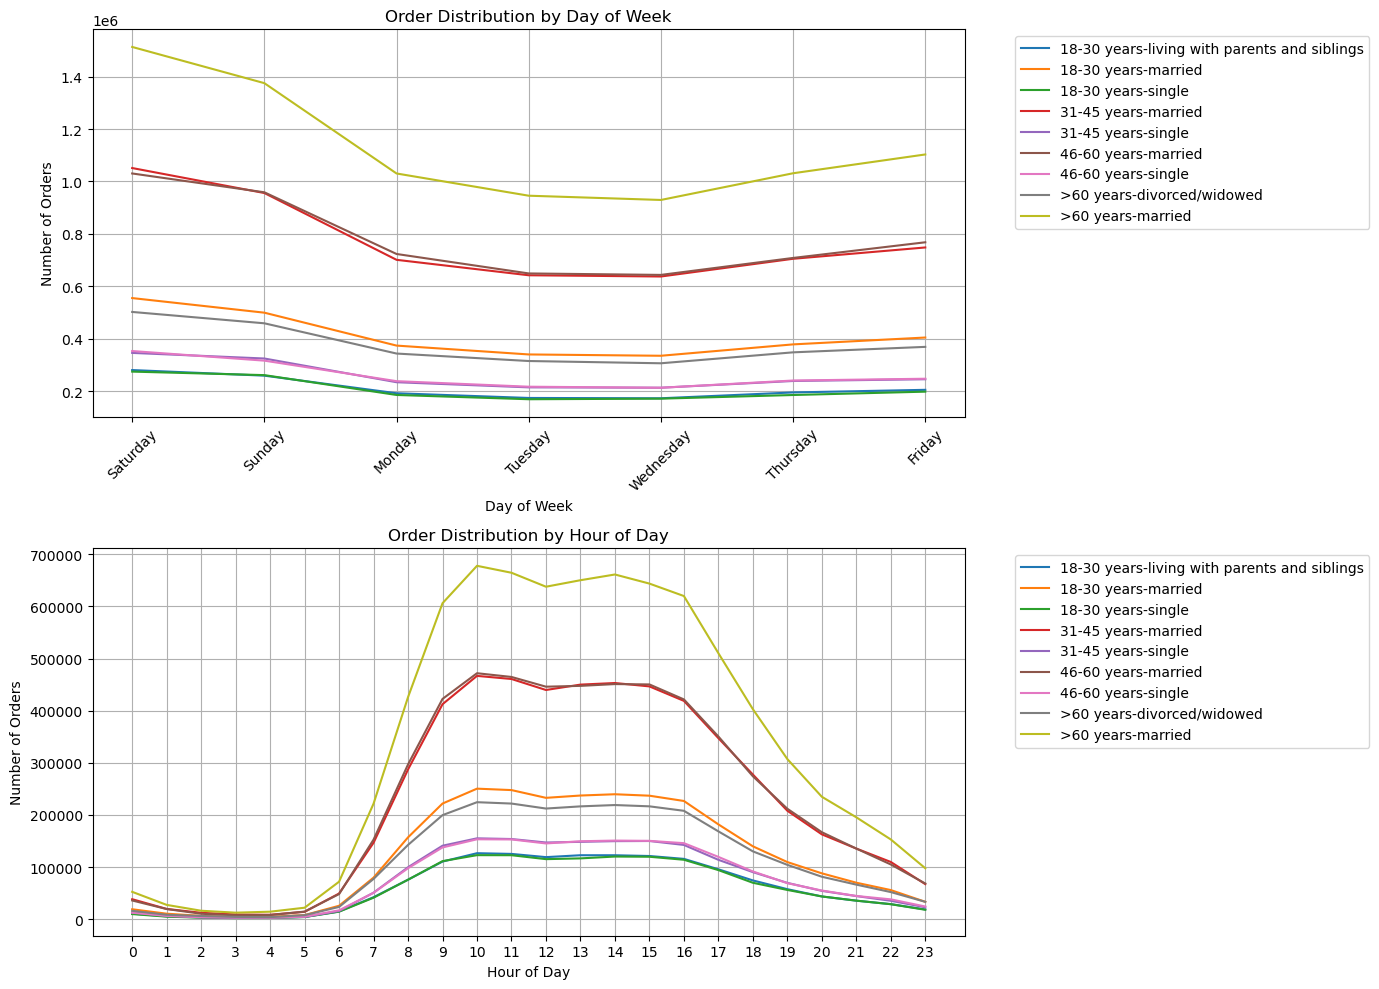 Order Distribution by Day of Week
1e6
1.4
1.2
1.0
0.8
0.6
0.4
0.2
Number of Orders
Saturday
Sunday
Monday
Tuesday
Wednesday
Thursday
Friday
Day of Week
18-30 years-living with parents and siblings
18-30 years-married
18-30 years-single
31-45 years-married
31-45 years-single
46-60 years-married
46-60 years-single
>60 years-divorced/widowed
>60 years-married
Order Distribution by Hour of Day
700000
600000
500000
400000
300000
200000
100000
0
Number of Orders
0 1 2 3 4 5 6 7 8 9 10 11 12 13 14 15 16 17 18 19 20 21 22 23
Hour of Day
18-30 years-living with parents and siblings
18-30 years-married
18-30 years-single
31-45 years-married
31-45 years-single
46-60 years-married
46-60 years-single
>60 years-divorced/widowed
>60 years-married